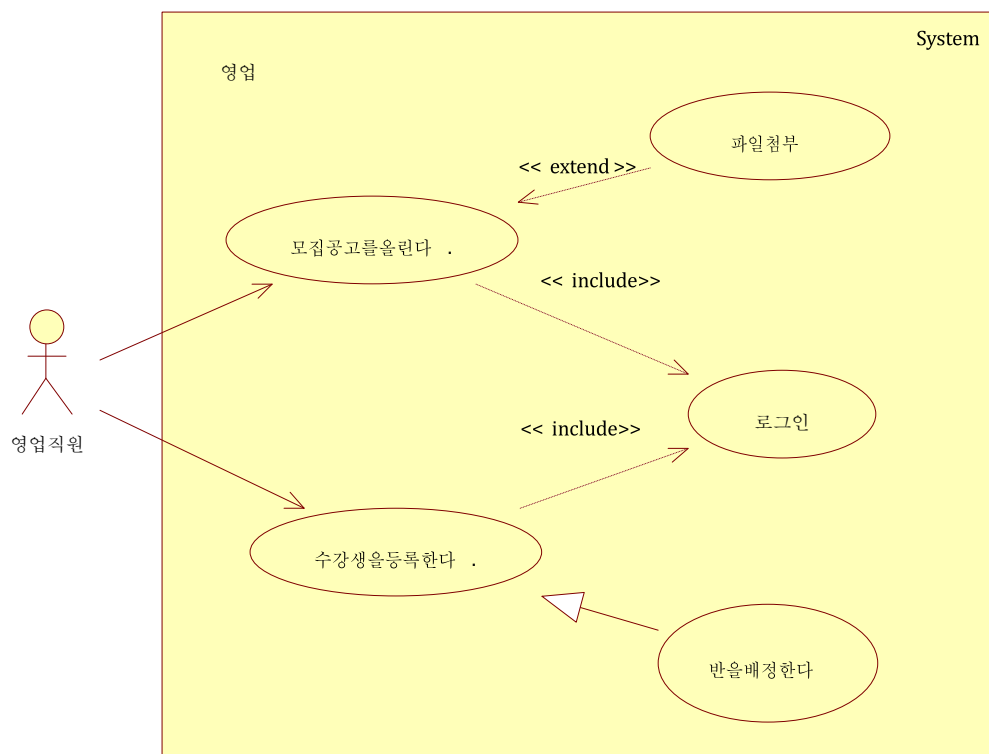 System
영업
파일첨부
<< extend >>
모집공고를올린다 .
<< include>>
로그인
영업직원
<< include>>
수강생을등록한다 .
반을배정한다